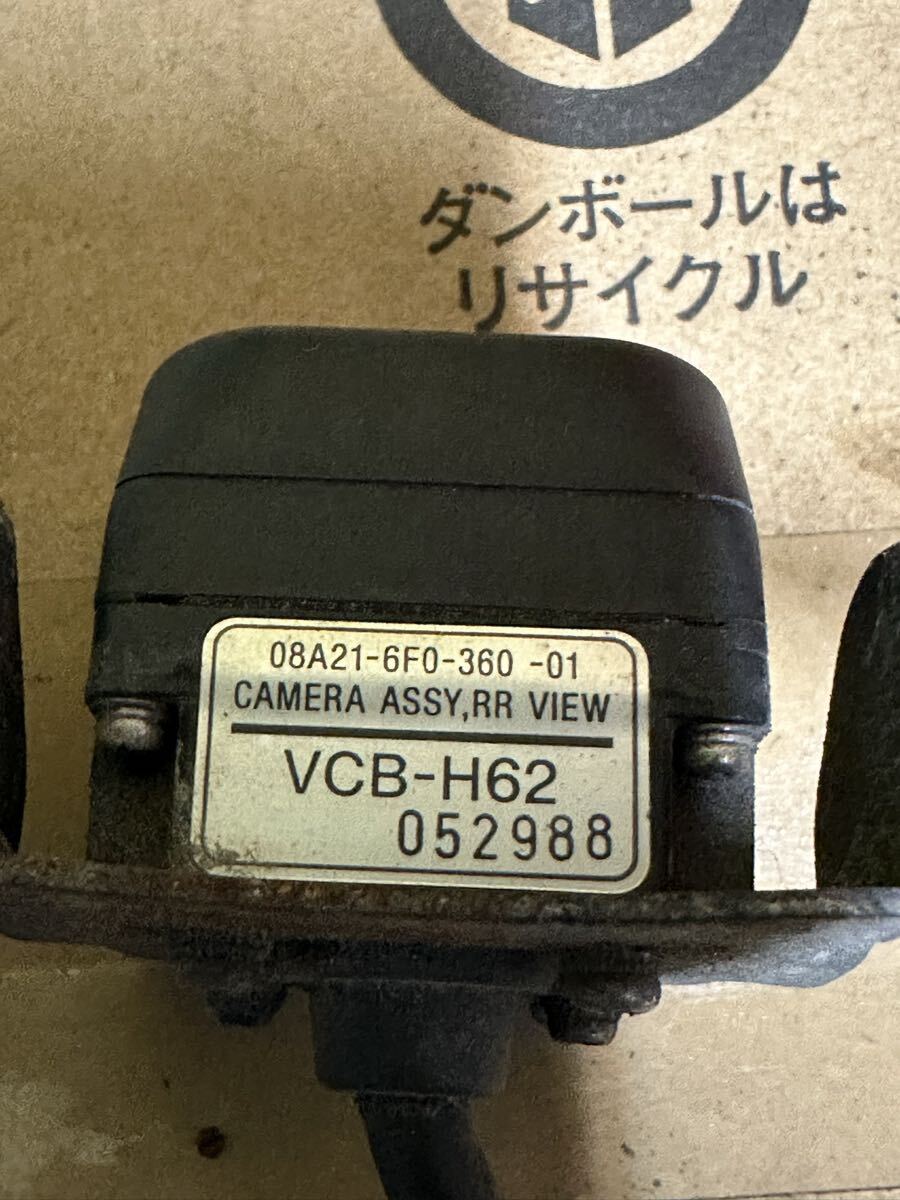 ダンボールは
リサイクル
08A21-6F0-360 -01
CAMERA ASSY,RR VIEW
VCB-H62
052988